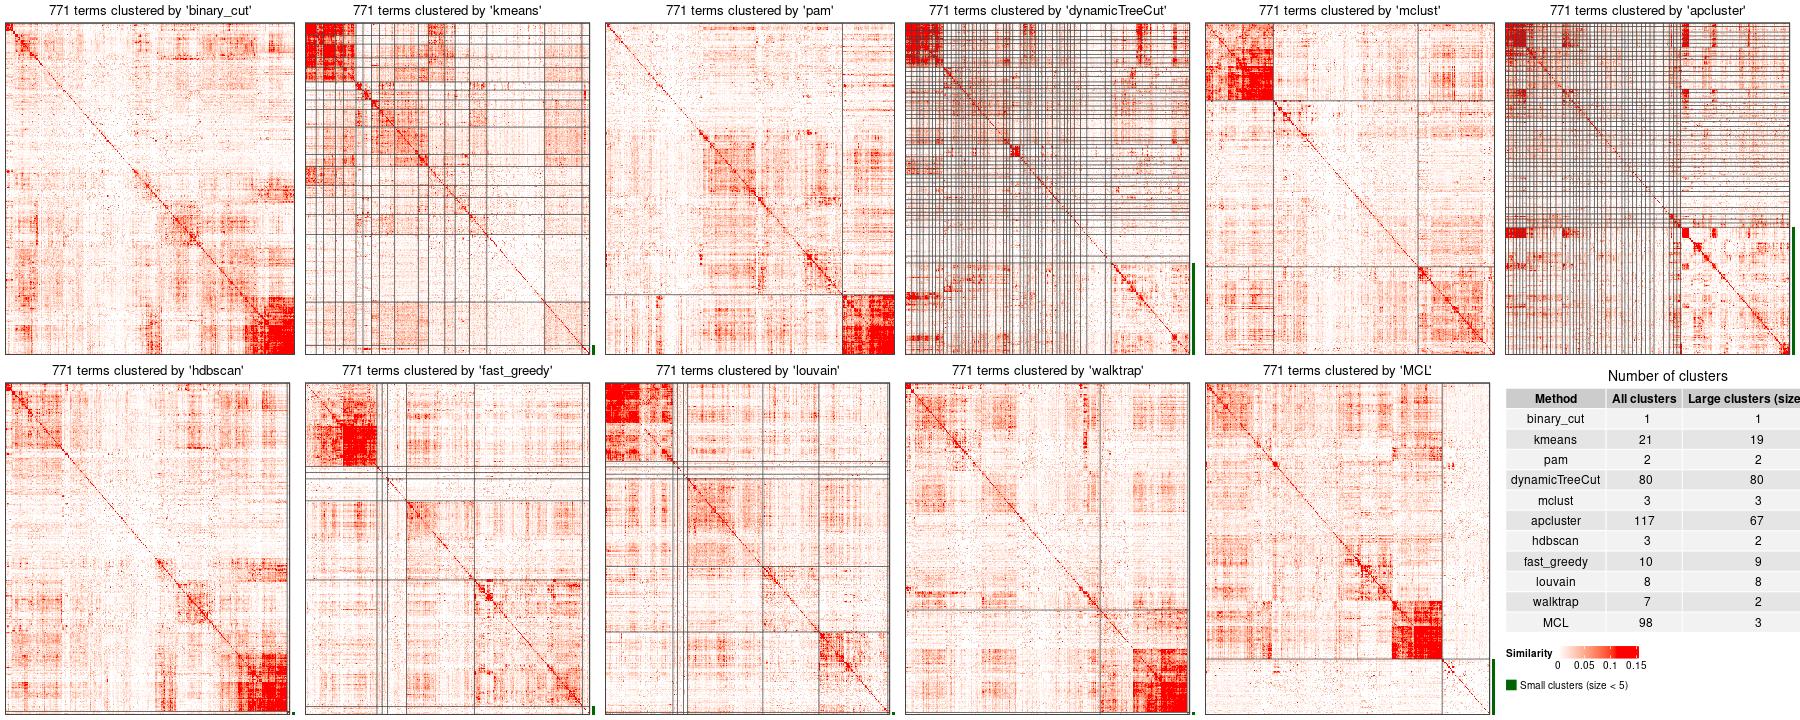 771 terms clustered by 'binary_cut'
771 terms clustered by 'kmeans'
771 terms clustered by 'pam'
771 terms clustered by 'dynamicTreeCut'
771 terms clustered by 'mclust'
771 terms clustered by 'apcluster'
771 terms clustered by 'hdbscan'
771 terms clustered by 'fast_greedy'
771 terms clustered by 'louvain'
771 terms clustered by 'walktrap'
771 terms clustered by 'MCL'
Number of clusters
Method All clusters Large clusters (size
binary_cut 1 1
kmeans 21 19
pam 2 2
dynamicTreeCut 80 80
mclust 3 3
apcluster 117 67
hdbscan 3 2
fast_greedy 10 9
louvain 8 8
walktrap 7 2
MCL 98 3
Similarity
0 0.05 0.1 0.15
Small clusters (size < 5)